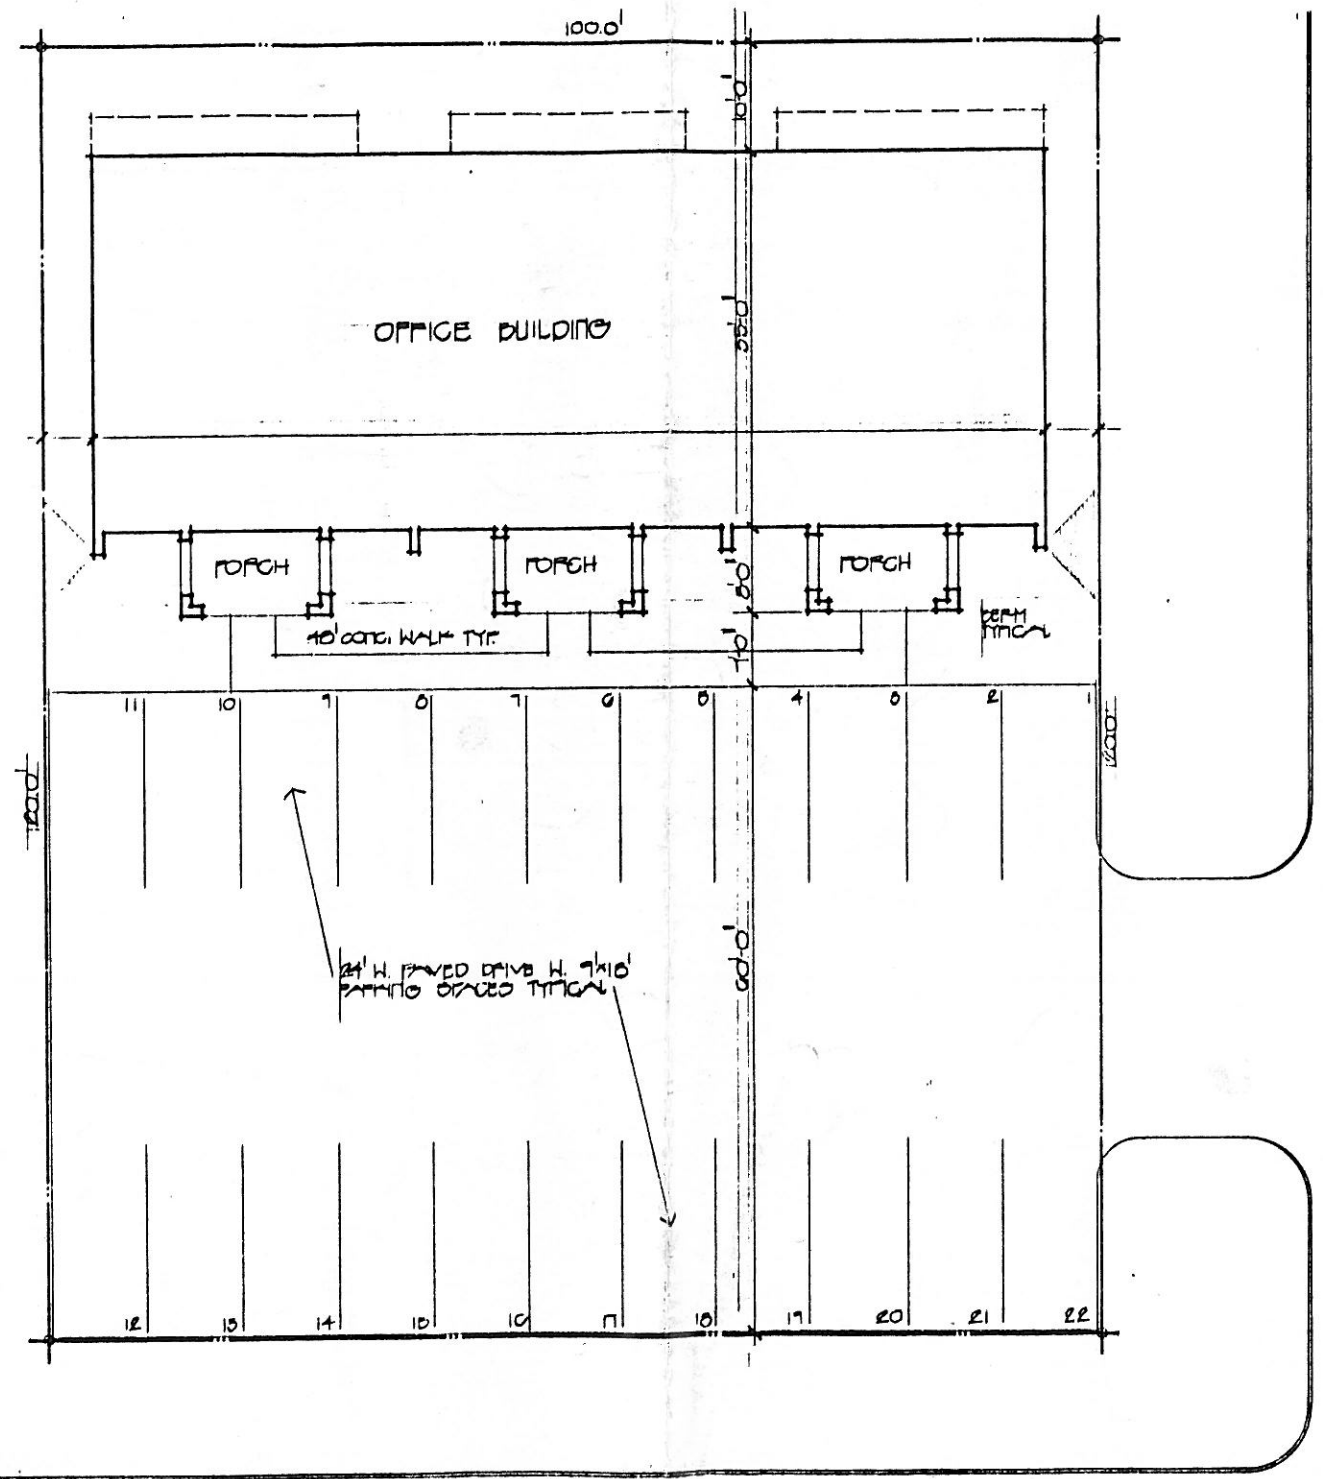 100.0'
10'-0"
OFFICE BUILDING
35'-0"
PORCH
PORCH
PORCH
8'-0"
BERM
TYPICAL
4'0" CONC. WALK TYP.
7'-0"
11 10 9 8 7 6 5 4 3 2 1
120.0'
120.0'
24' W. PAVED DRIVE W. 9'x18'
PARKING SPACES TYPICAL
60'-0"
12 13 14 15 16 17 18 19 20 21 22